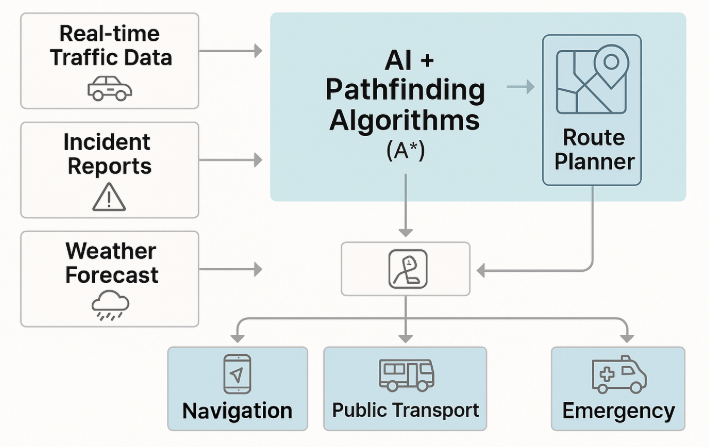 Real-time
Traffic Data
Incident
Reports
Weather
Forecast
AI +
Pathfinding
Algorithms
(A*)
Route
Planner
Navigation
Public Transport
Emergency